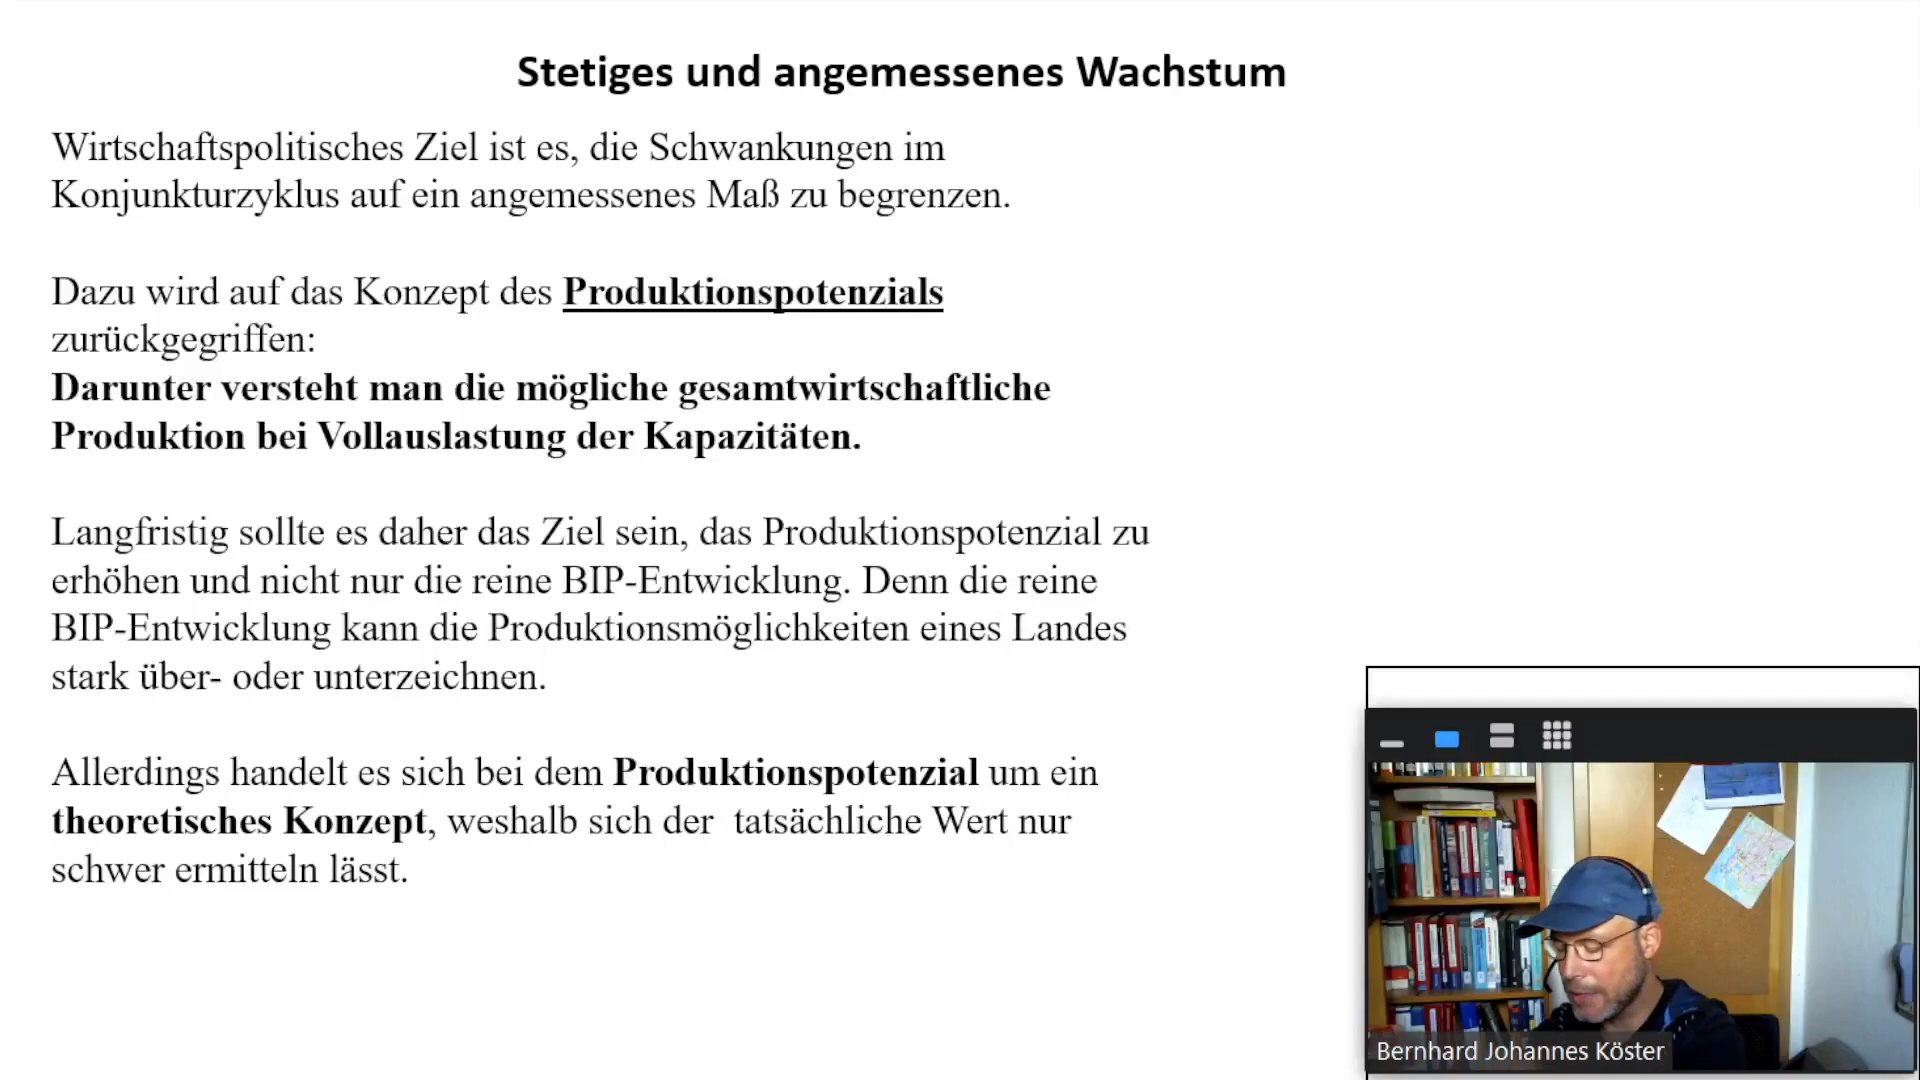 Stetiges und angemessenes Wachstum
Wirtschaftspolitisches Ziel ist es, die Schwankungen im
Konjunkturzyklus auf ein angemessenes Maß zu begrenzen.
Dazu wird auf das Konzept des Produktionspotenzials
zurückgegriffen:
Darunter versteht man die mögliche gesamtwirtschaftliche
Produktion bei Vollauslastung der Kapazitäten.
Langfristig sollte es daher das Ziel sein, das Produktionspotenzial zu
erhöhen und nicht nur die reine BIP-Entwicklung. Denn die reine
BIP-Entwicklung kann die Produktionsmöglichkeiten eines Landes
stark über- oder unterzeichnen.
Allerdings handelt es sich bei dem Produktionspotenzial um ein
theoretisches Konzept, weshalb sich der tatsächliche Wert nur
schwer ermitteln lässt.
Bernhard Johannes Köster